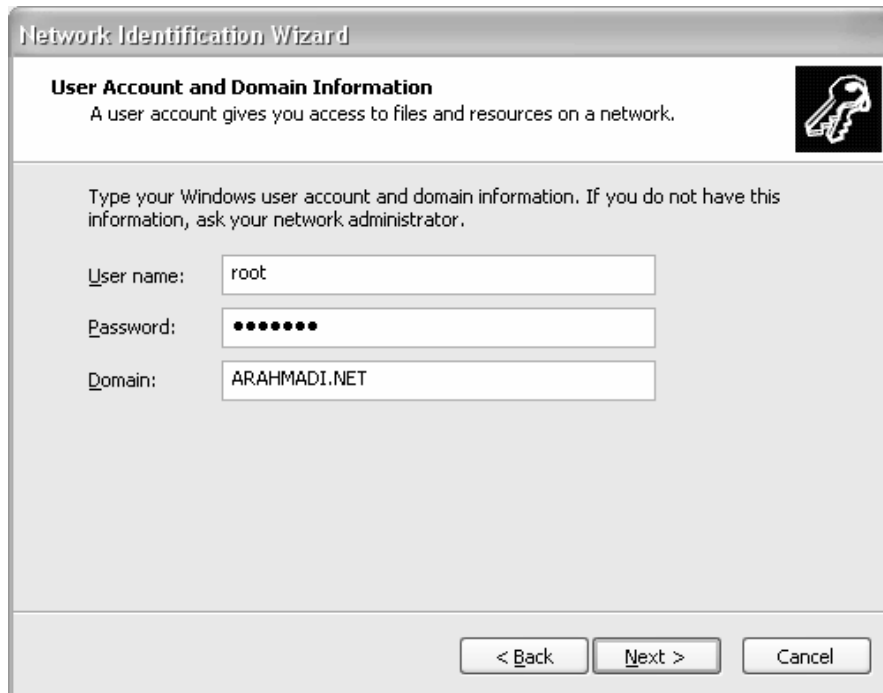 Network Identification Wizard
User Account and Domain Information
A user account gives you access to files and resources on a network.
Type your Windows user account and domain information. If you do not have this
information, ask your network administrator.
User name: root
Password: ●●●●●●●
Domain: ARAHMADI.NET
< Back Next > Cancel